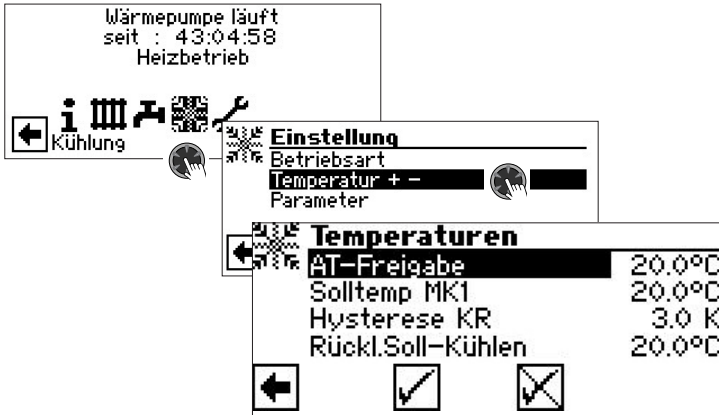 Wärmepumpe läuft
seit : 43:04:58
Heizbetrieb
Kühlung
Einstellung
Betriebsart
Temperatur + -
Parameter
Temperaturen
AT-Freigabe 20.0°C
Solltemp MK1 20.0°C
Hysterese KR 3.0 K
Rückl.Soll-Kühlen 20.0°C